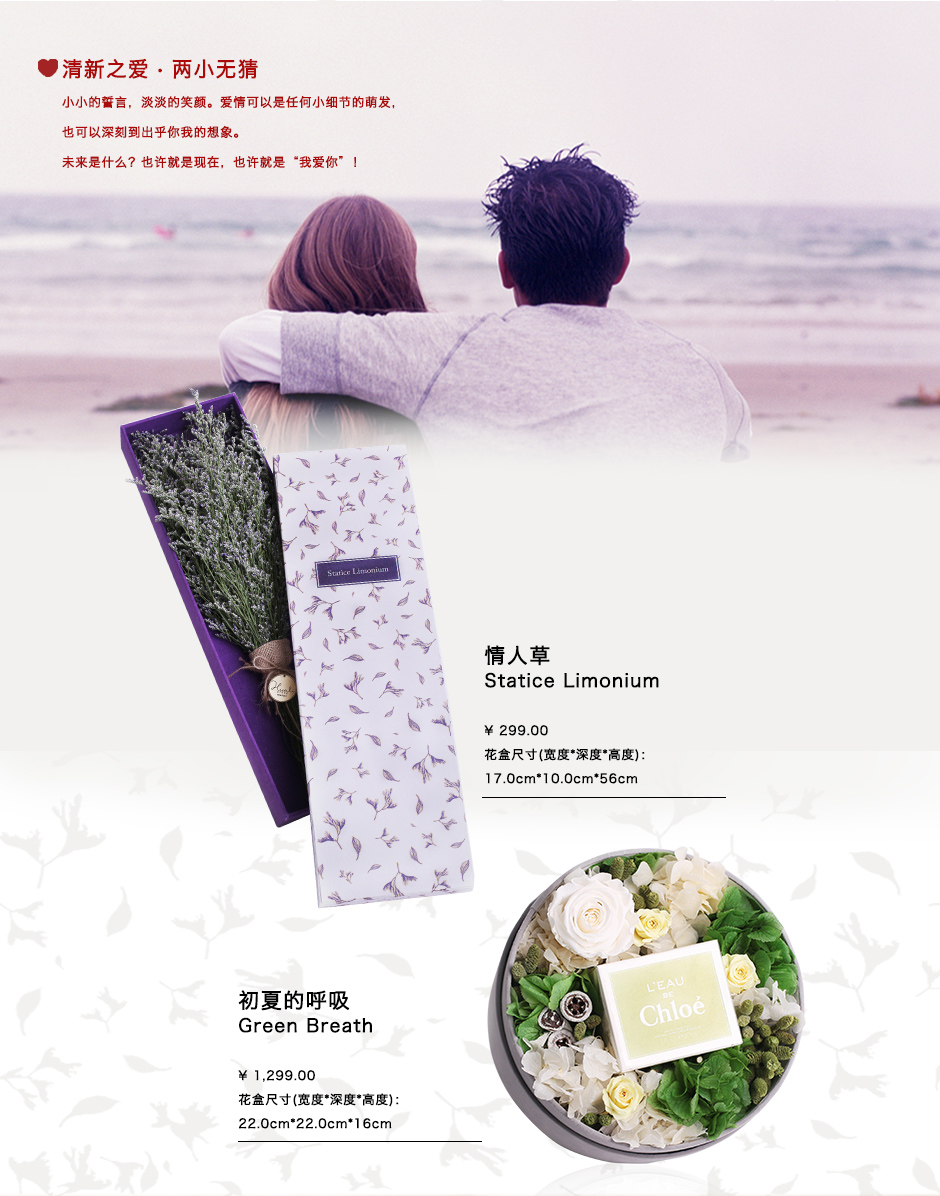 清新之爱 · 两小无猜
小小的誓言，淡淡的笑颜。爱情可以是任何小细节的萌发，
也可以深刻到出乎你我的想象。
未来是什么？也许就是现在，也许就是“我爱你”！
Statice Limonium
情人草
Statice Limonium
¥ 299.00
花盒尺寸(宽度*深度*高度)：
17.0cm*10.0cm*56cm
L'EAU
DE
Chloé
初夏的呼吸
Green Breath
¥ 1,299.00
花盒尺寸(宽度*深度*高度)：
22.0cm*22.0cm*16cm